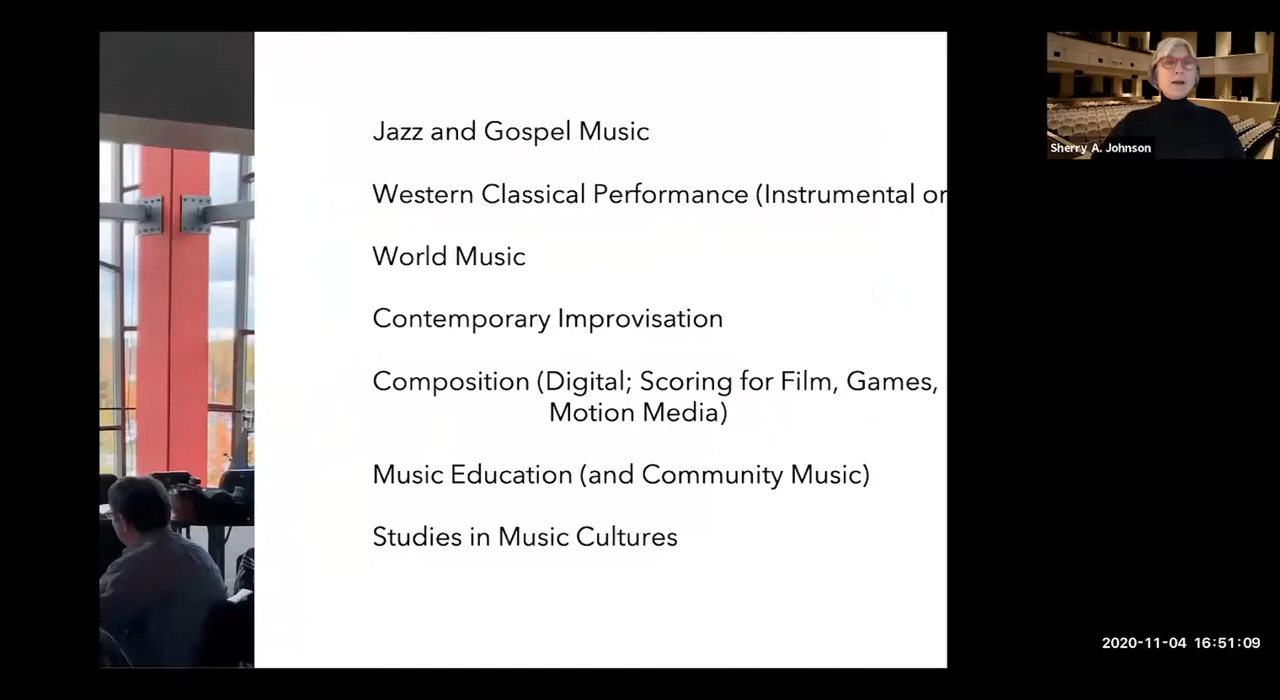 Jazz and Gospel Music
Western Classical Performance (Instrumental or
World Music
Contemporary Improvisation
Composition (Digital; Scoring for Film, Games,
Motion Media)
Music Education (and Community Music)
Studies in Music Cultures
Sherry A. Johnson
2020-11-04 16:51:09